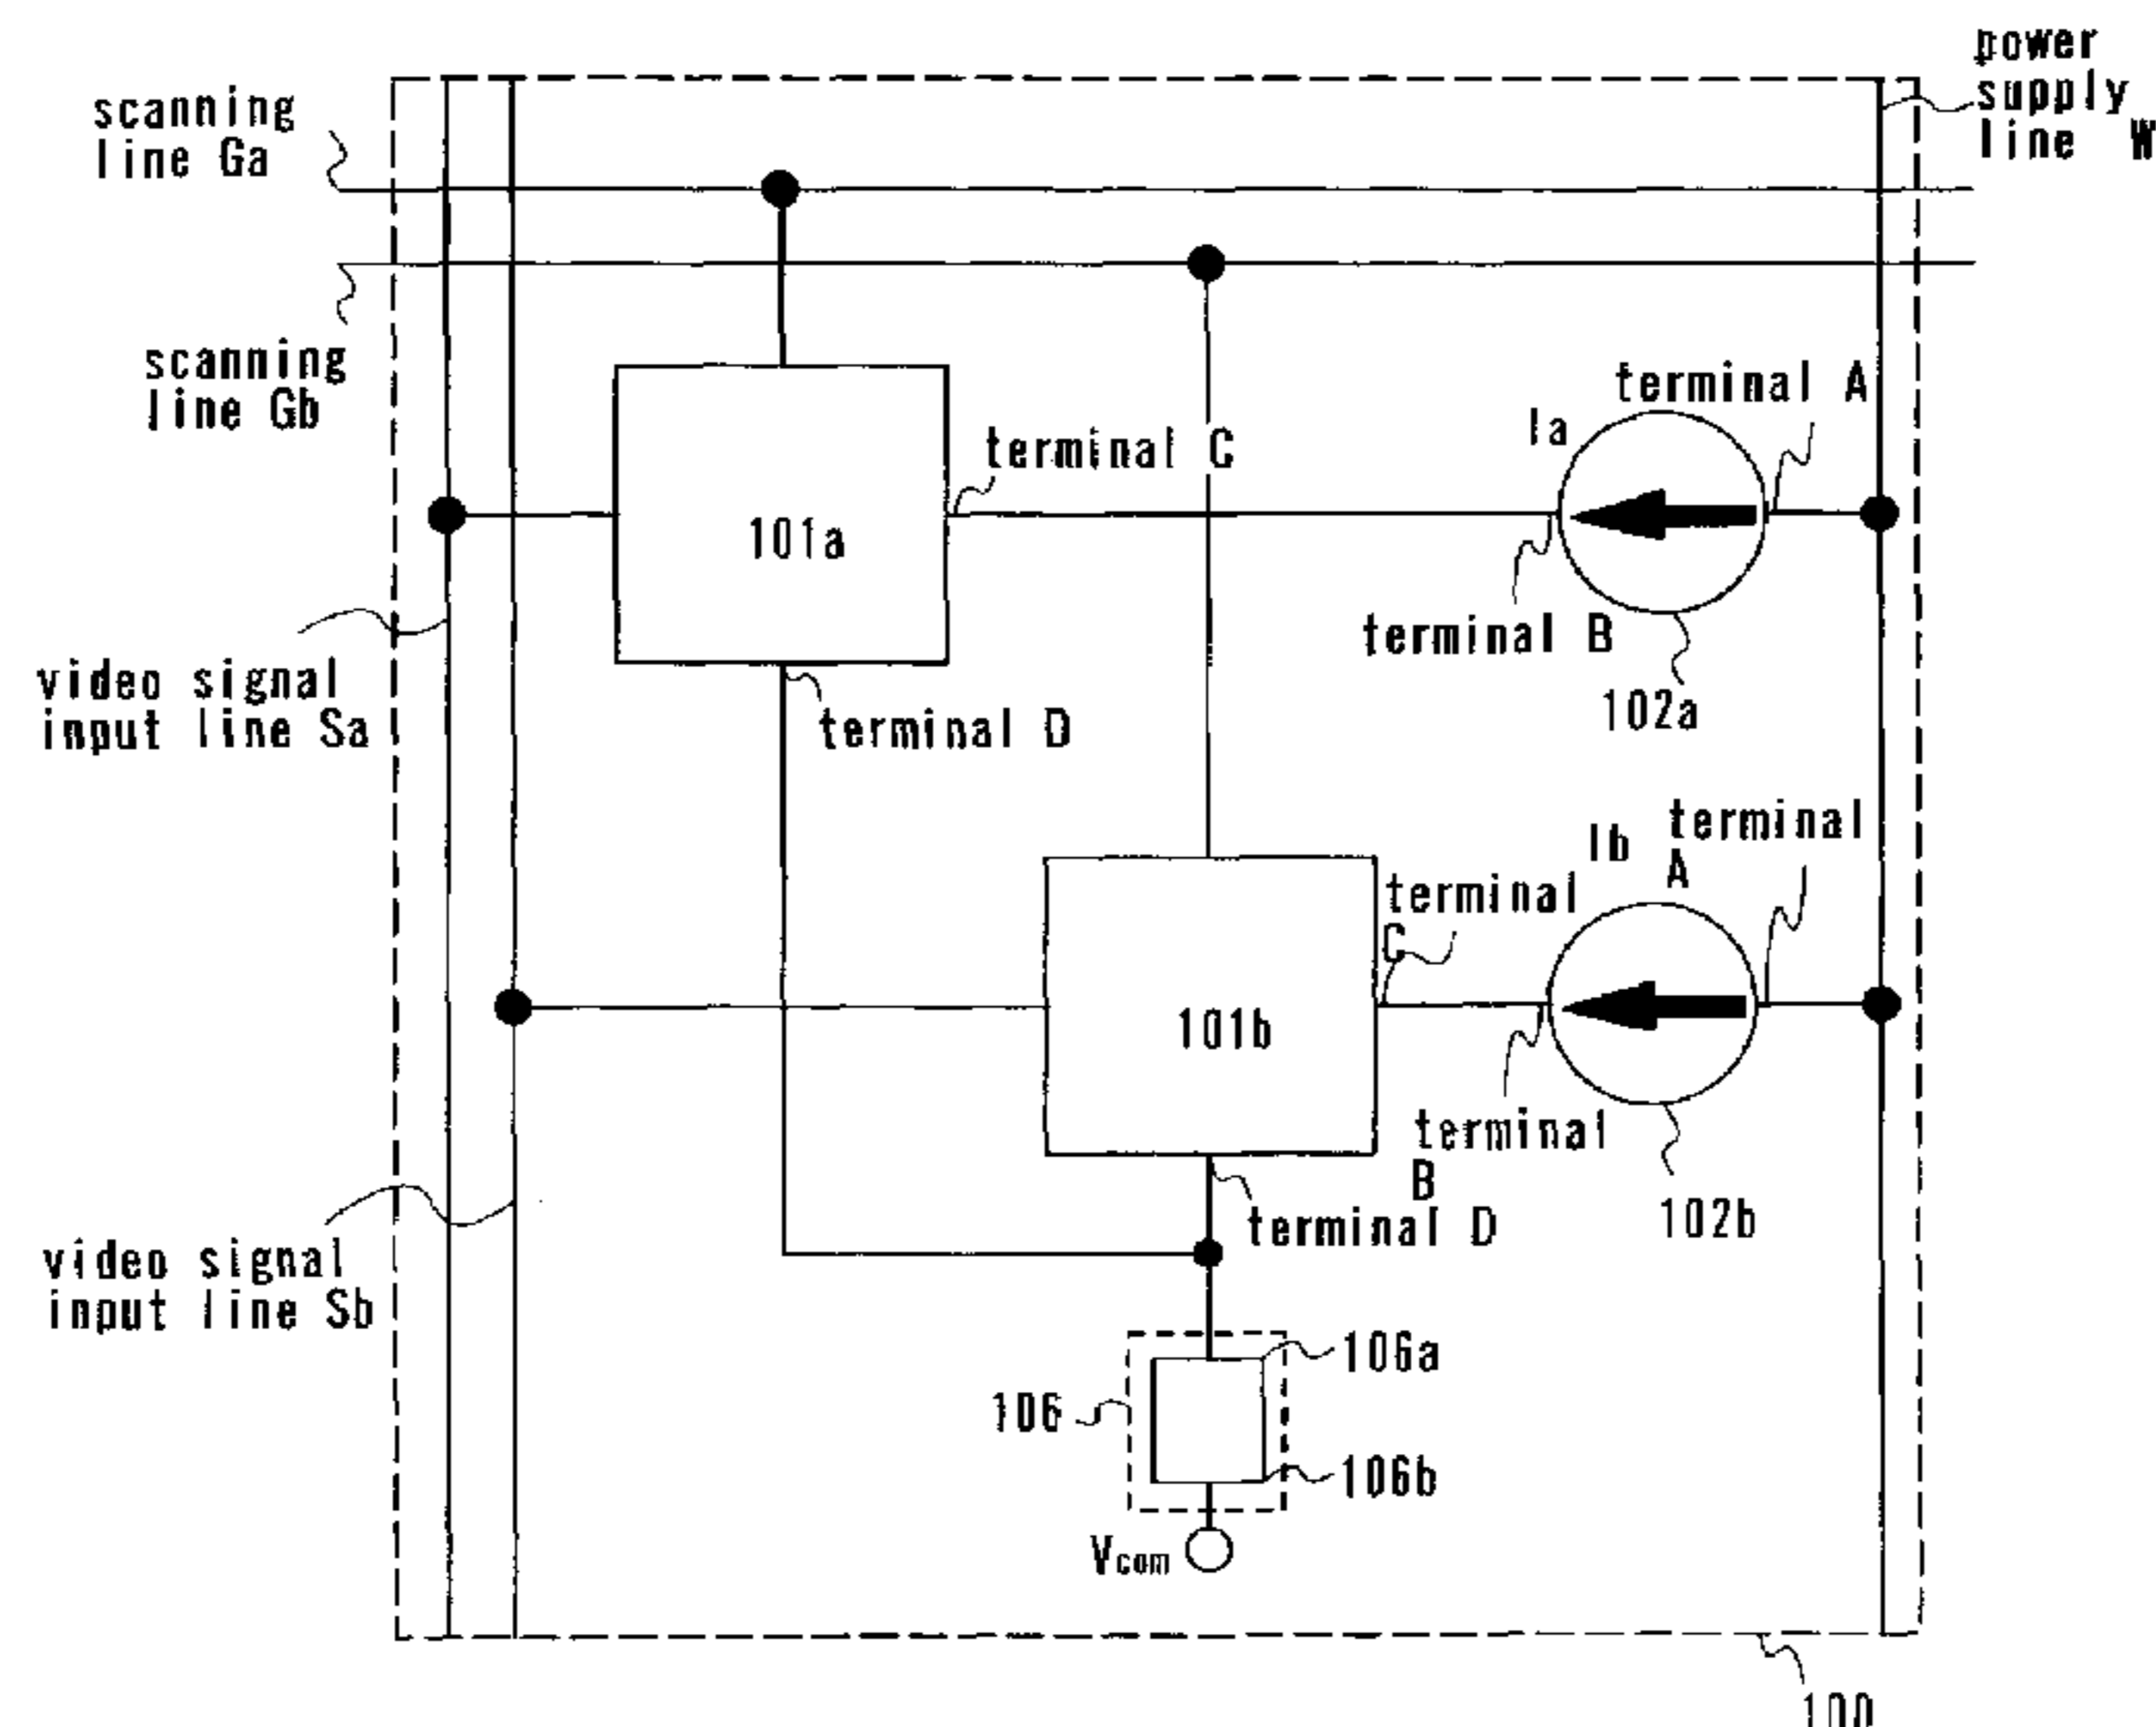 power
supply
line W
scanning
line Ga
scanning
line Gb
terminal A
Ia
terminal C
101a
terminal B
102a
video signal
input line Sa
terminal D
terminal
A
Ib
terminal
C
101b
terminal
B
102b
terminal D
video signal
input line Sb
106a
106
106b
Vcom
100